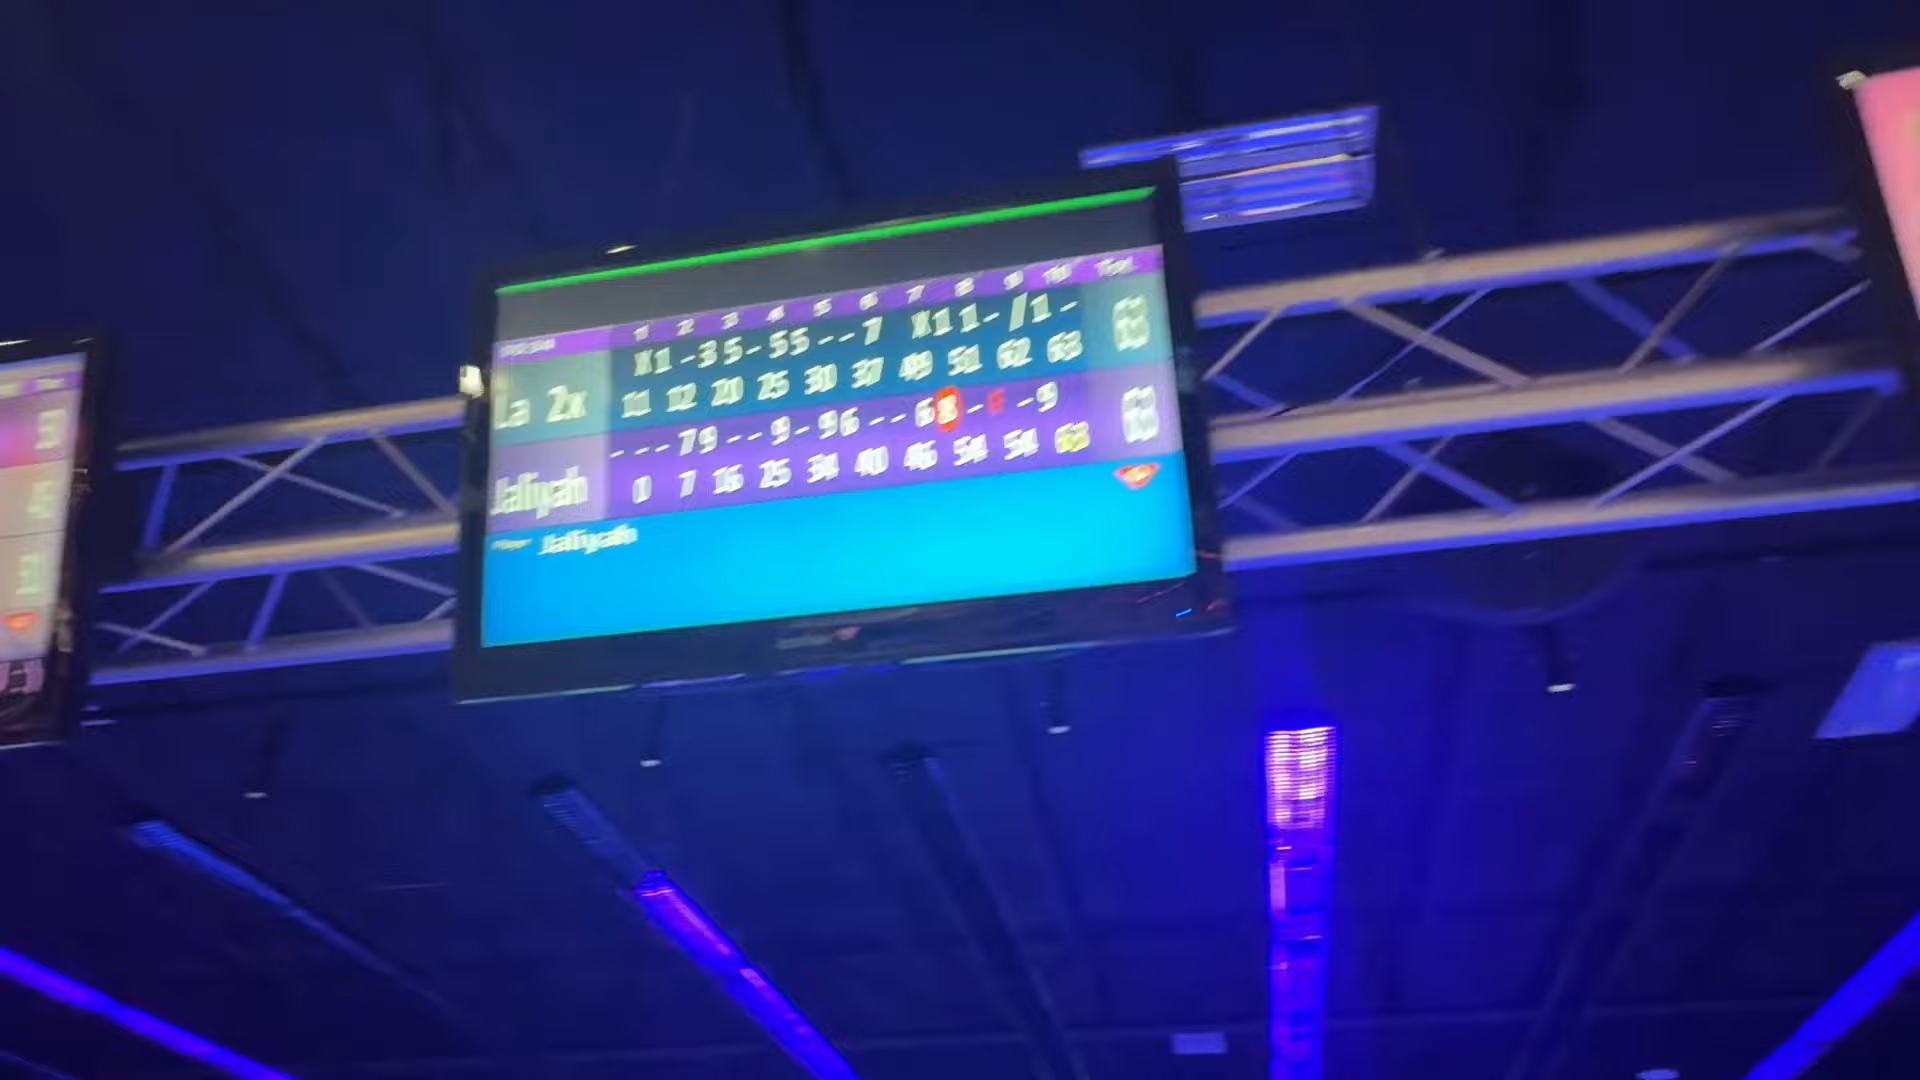 1 2 3 4 5 6 7 8 9 10 Total
X 1 - 3 5 - 5 5 - - 7 X 1 1 - / 1 -
La 2x 11 12 20 25 30 37 49 51 62 63 63
- - - 7 9 - - 9 - 9 6 - - 6 8 - F - 9
Jaliyah 0 7 16 25 34 40 46 54 54 63 63
Player Jaliyah